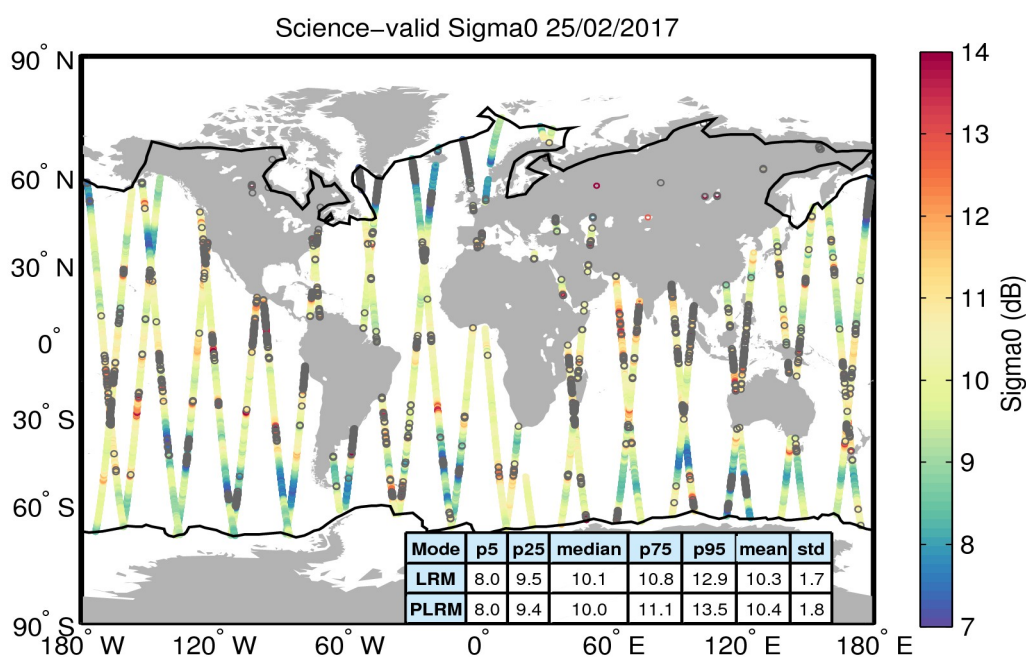 Science−valid Sigma0 25/02/2017
90° N
60° N
30° N
0°
30° S
60° S
90° S
180° W
120° W
60° W
0°
60° E
120° E
180° E
Mode p5 p25 median p75 p95 mean std
LRM 8.0 9.5 10.1 10.8 12.9 10.3 1.7
PLRM 8.0 9.4 10.0 11.1 13.5 10.4 1.8
14
13
12
11
10
9
8
7
Sigma0 (dB)